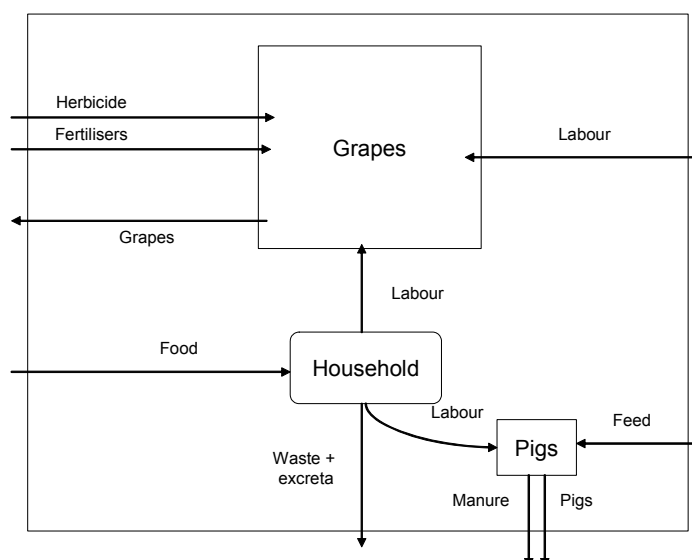 Herbicide
Fertilisers
Grapes
Labour
Grapes
Labour
Food
Household
Labour
Feed
Pigs
Waste +
excreta
Manure
Pigs